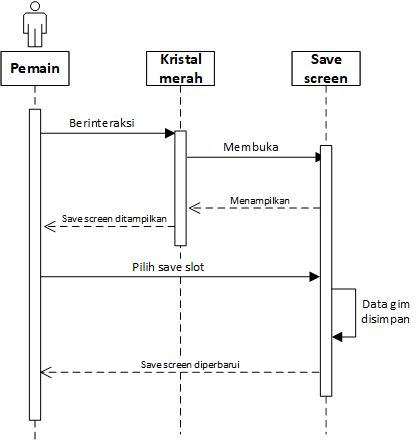 Pemain
Kristal
merah
Save
screen
Berinteraksi
Membuka
Menampilkan
Save screen ditampilkan
Pilih save slot
Data gim
disimpan
Save screen diperbarui